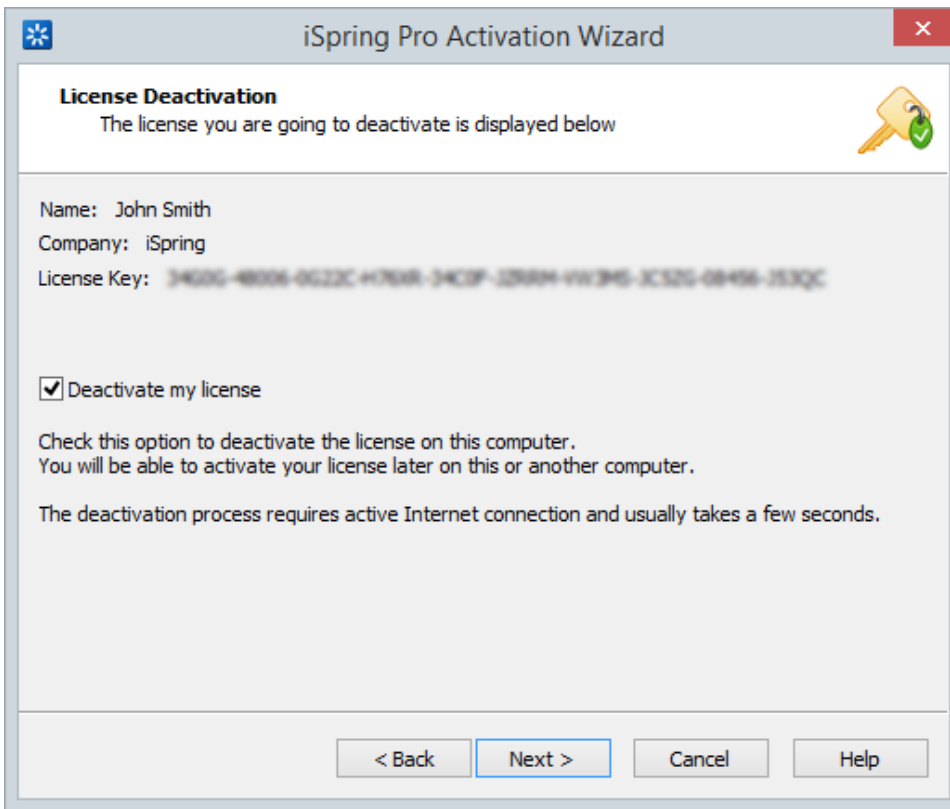 iSpring Pro Activation Wizard
License Deactivation
The license you are going to deactivate is displayed below
Name: John Smith
Company: iSpring
License Key:
Deactivate my license
Check this option to deactivate the license on this computer.
You will be able to activate your license later on this or another computer.
The deactivation process requires active Internet connection and usually takes a few seconds.
< Back Next > Cancel Help